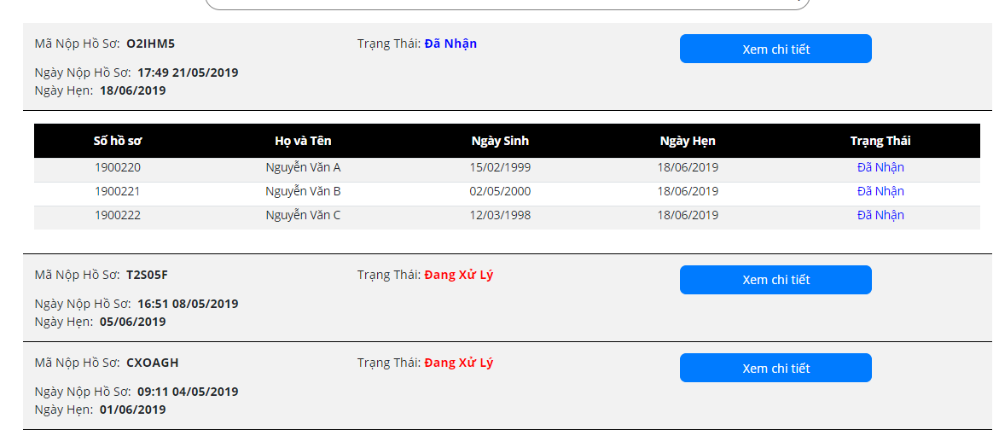 Mã Nộp Hồ Sơ: O2IHM5 Trạng Thái: Đã Nhận Xem chi tiết
Ngày Nộp Hồ Sơ: 17:49 21/05/2019
Ngày Hẹn: 18/06/2019
Số hồ sơ Họ và Tên Ngày Sinh Ngày Hẹn Trạng Thái
1900220 Nguyễn Văn A 15/02/1999 18/06/2019 Đã Nhận
1900221 Nguyễn Văn B 02/05/2000 18/06/2019 Đã Nhận
1900222 Nguyễn Văn C 12/03/1998 18/06/2019 Đã Nhận
Mã Nộp Hồ Sơ: T2S05F Trạng Thái: Đang Xử Lý Xem chi tiết
Ngày Nộp Hồ Sơ: 16:51 08/05/2019
Ngày Hẹn: 05/06/2019
Mã Nộp Hồ Sơ: CXOAGH Trạng Thái: Đang Xử Lý Xem chi tiết
Ngày Nộp Hồ Sơ: 09:11 04/05/2019
Ngày Hẹn: 01/06/2019